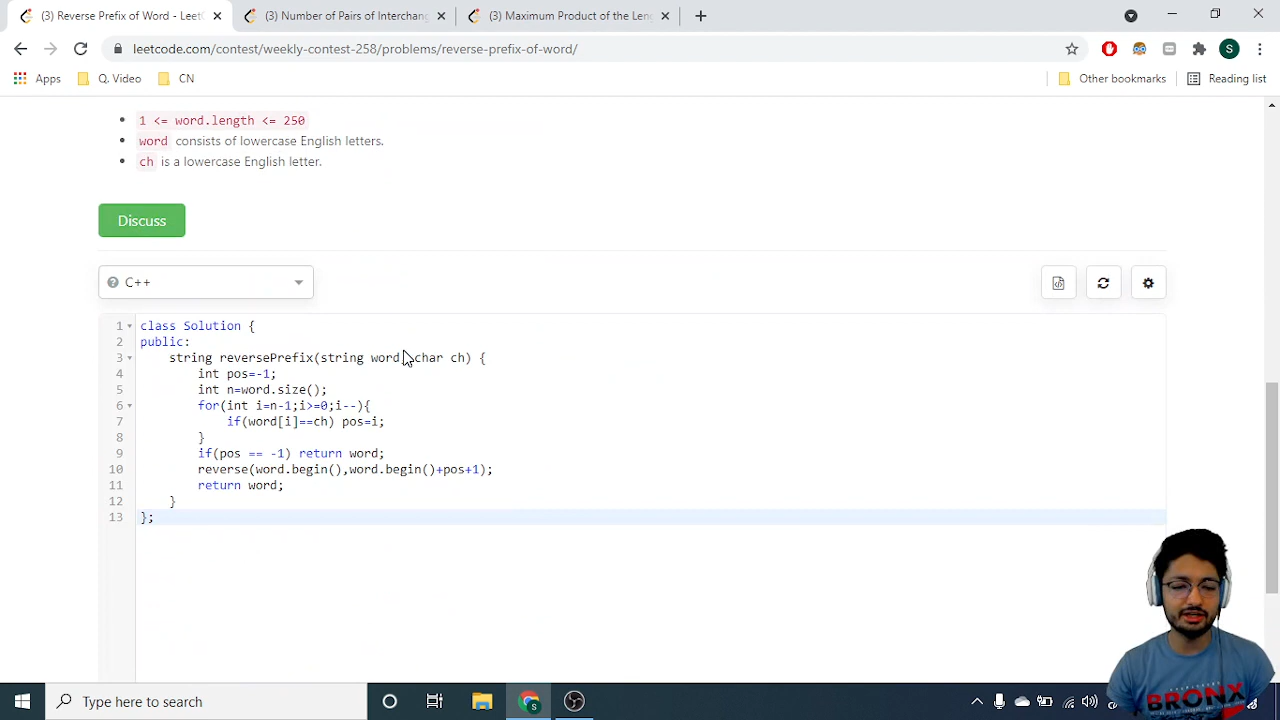 (3) Reverse Prefix of Word - LeetC
(3) Number of Pairs of Interchang
(3) Maximum Product of the Leng
leetcode.com/contest/weekly-contest-258/problems/reverse-prefix-of-word/
S
Apps
Q. Video
CN
Other bookmarks
Reading list
1 <= word.length <= 250
word consists of lowercase English letters.
ch is a lowercase English letter.
Discuss
C++
1 class Solution {
2 public:
3 string reversePrefix(string word, char ch) {
4 int pos=-1;
5 int n=word.size();
6 for(int i=n-1;i>=0;i--){
7 if(word[i]==ch) pos=i;
8 }
9 if(pos == -1) return word;
10 reverse(word.begin(),word.begin()+pos+1);
11 return word;
12 }
13 };
BRONX
Type here to search